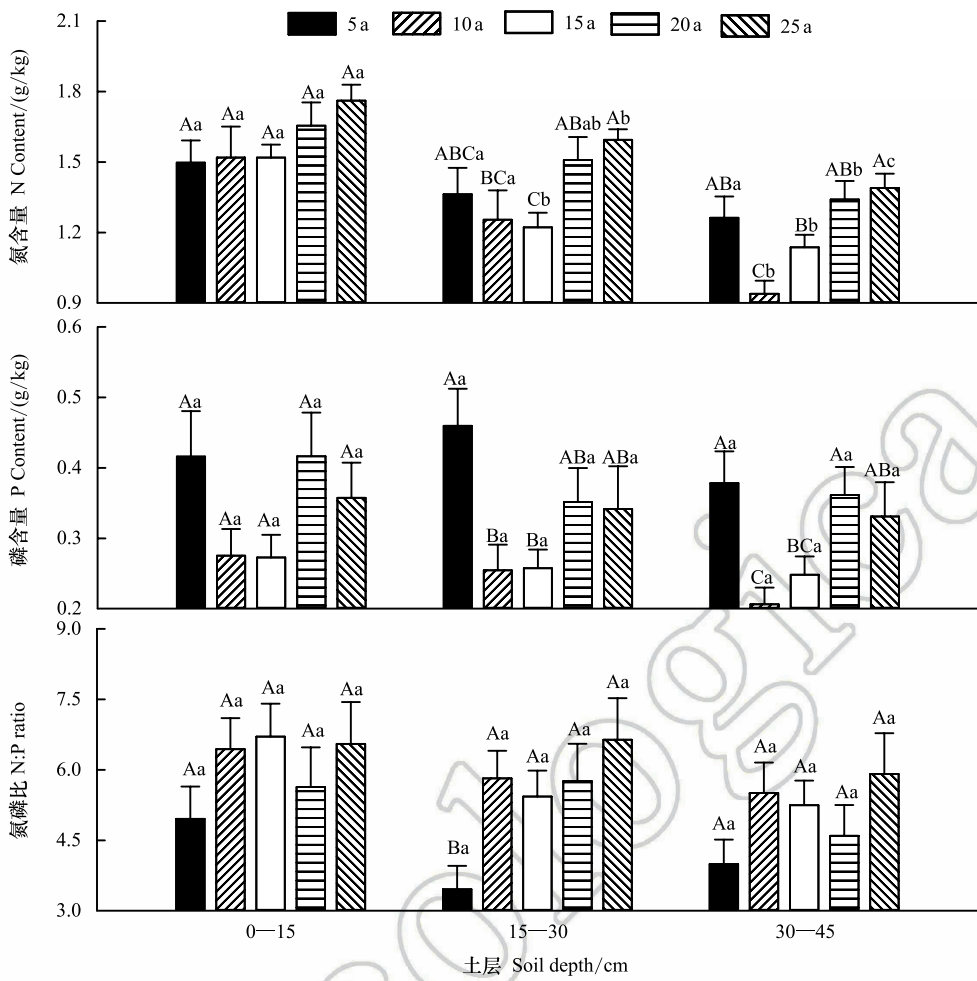 5 a 10 a 15 a 20 a 25 a
氮含量 N Content/(g/kg)
2.1
1.8
1.5
1.2
0.9
Aa Aa Aa Aa Aa
ABCa BCa Cb ABab Ab
ABa Cb Bb ABb Ac
磷含量 P Content/(g/kg)
0.6
0.5
0.4
0.3
0.2
Aa Aa Aa Aa Aa
Aa Ba Ba ABa ABa
Aa Ca BCa Aa ABa
氮磷比 N:P ratio
9.0
7.5
6.0
4.5
3.0
Aa Aa Aa Aa Aa
Ba Aa Aa Aa Aa
Aa Aa Aa Aa Aa
0—15 15—30 30—45
土层 Soil depth/cm
ologica